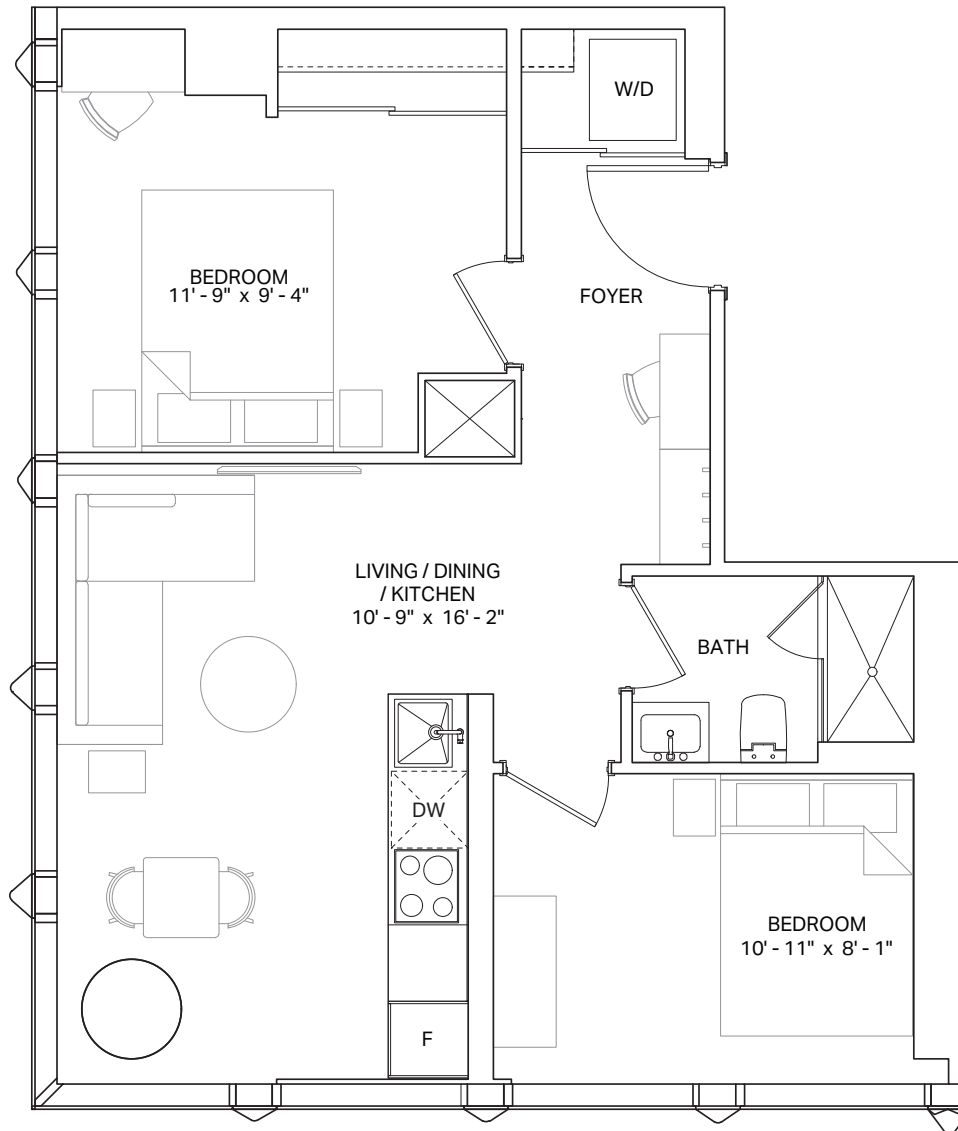 W/D
BEDROOM
11' - 9" x 9' - 4"
FOYER
LIVING / DINING
/ KITCHEN
10' - 9" x 16' - 2"
BATH
DW
BEDROOM
10' - 11" x 8' - 1"
F